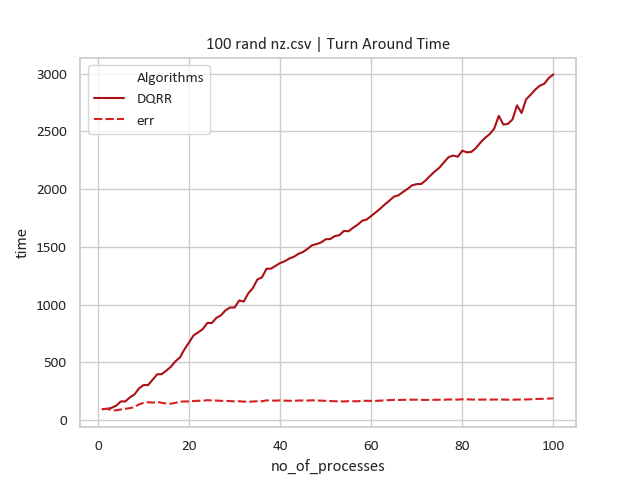 100 rand nz.csv | Turn Around Time
Algorithms
DQRR
err
3000
2500
2000
1500
1000
500
0
time
0
20
40
60
80
100
no_of_processes